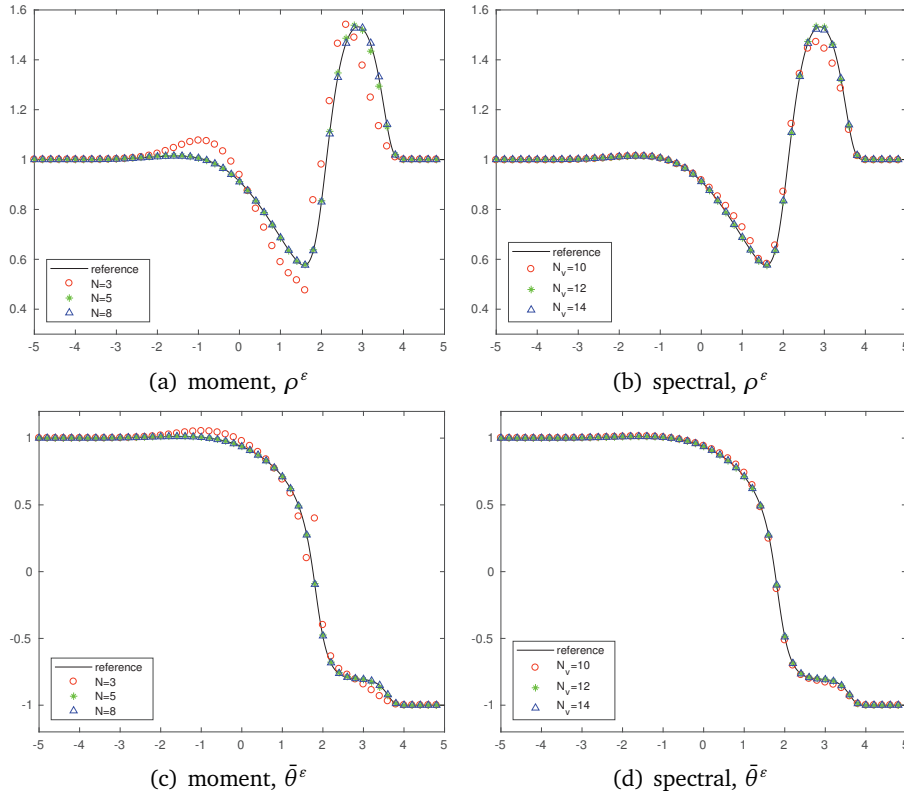 1.6
1.4
1.2
1
0.8
0.6
0.4
reference
N=3
N=5
N=8
-5 -4 -3 -2 -1 0 1 2 3 4 5
(a) moment, ρ^ε
1.6
1.4
1.2
1
0.8
0.6
0.4
reference
N_v=10
N_v=12
N_v=14
-5 -4 -3 -2 -1 0 1 2 3 4 5
(b) spectral, ρ^ε
1
0.5
0
-0.5
-1
reference
N=3
N=5
N=8
-5 -4 -3 -2 -1 0 1 2 3 4 5
(c) moment, θ̄^ε
1
0.5
0
-0.5
-1
reference
N_v=10
N_v=12
N_v=14
-5 -4 -3 -2 -1 0 1 2 3 4 5
(d) spectral, θ̄^ε